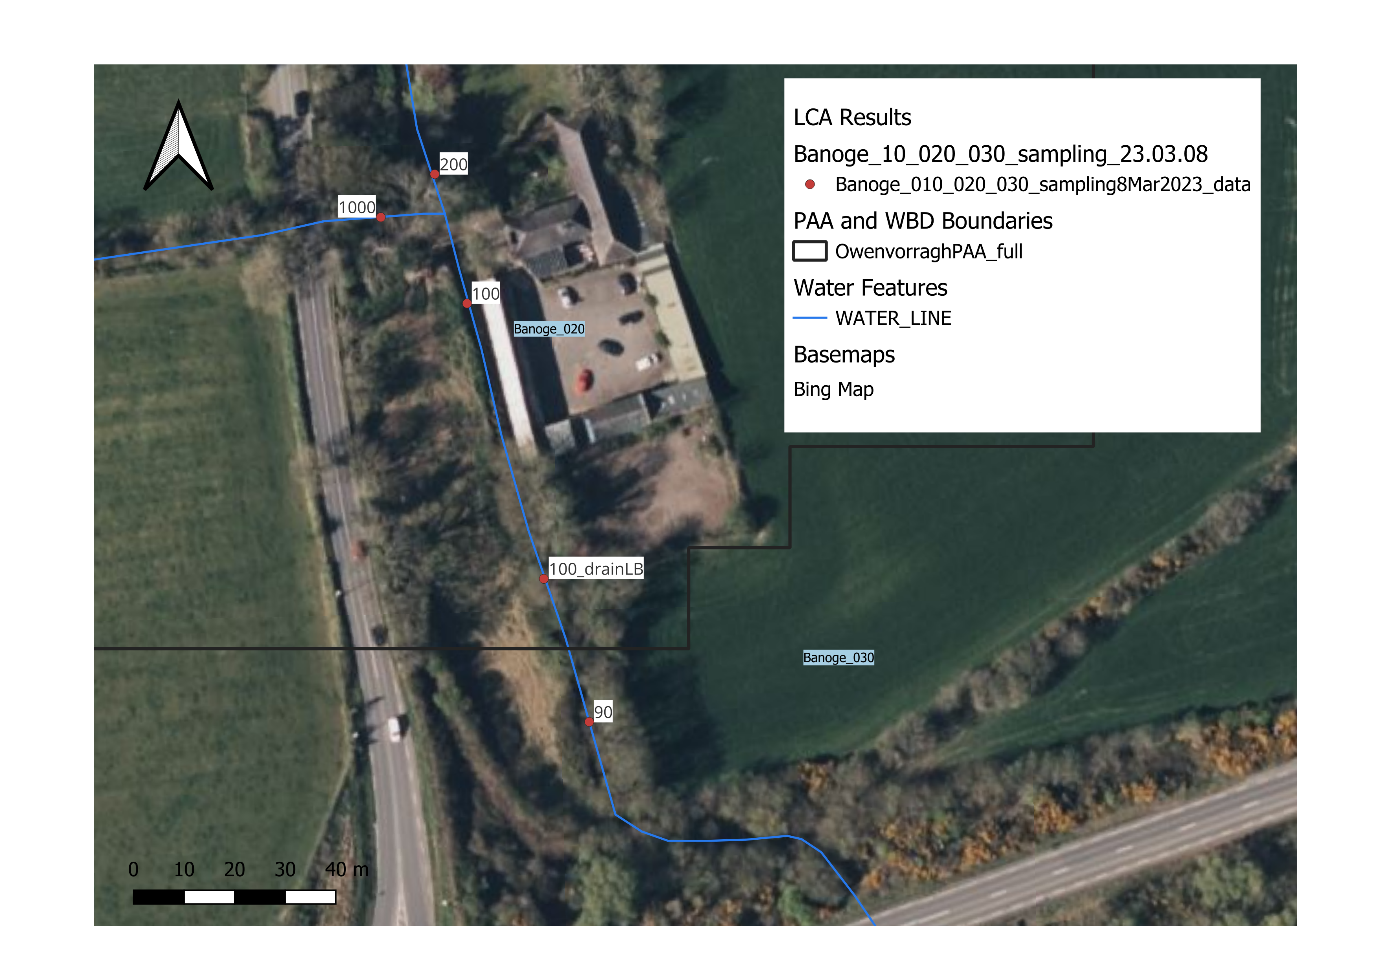 LCA Results
Banoge_10_020_030_sampling_23.03.08
Banoge_010_020_030_sampling8Mar2023_data
PAA and WBD Boundaries
OwenvorraghPAA_full
Water Features
WATER_LINE
Basemaps
Bing Map
200
1000
100
Banoge_020
100_drainLB
Banoge_030
90
0 10 20 30 40 m